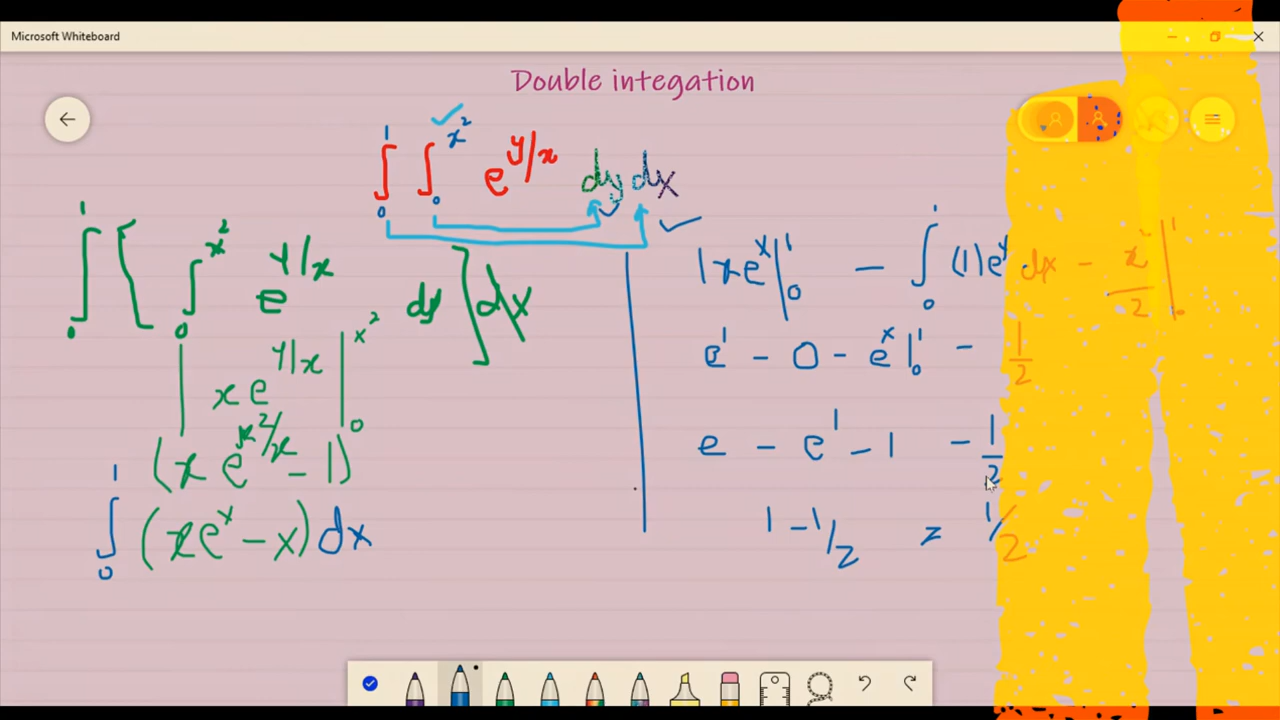 Microsoft Whiteboard
Double integation
∫₀¹ ∫₀^x² e^y/x dy dx
∫₀¹ [ ∫₀^x² e^y/x dy ] dx
| x e^y/x |₀^x²
(x e^x²/x - 1)
∫₀¹ (xe^x - x) dx
|xe^x|₀¹ - ∫₀¹ (1)e^x dx - x²/2|₀¹
e¹ - 0 - e^x|₀¹ - 1/2
e - e¹ - 1 - 1/2
1 - 1/2 = 1/2